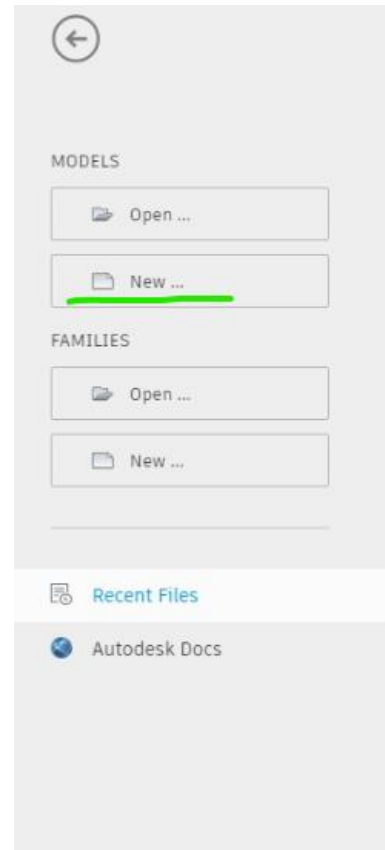 MODELS
Open ...
New ...
FAMILIES
Open ...
New ...
Recent Files
Autodesk Docs